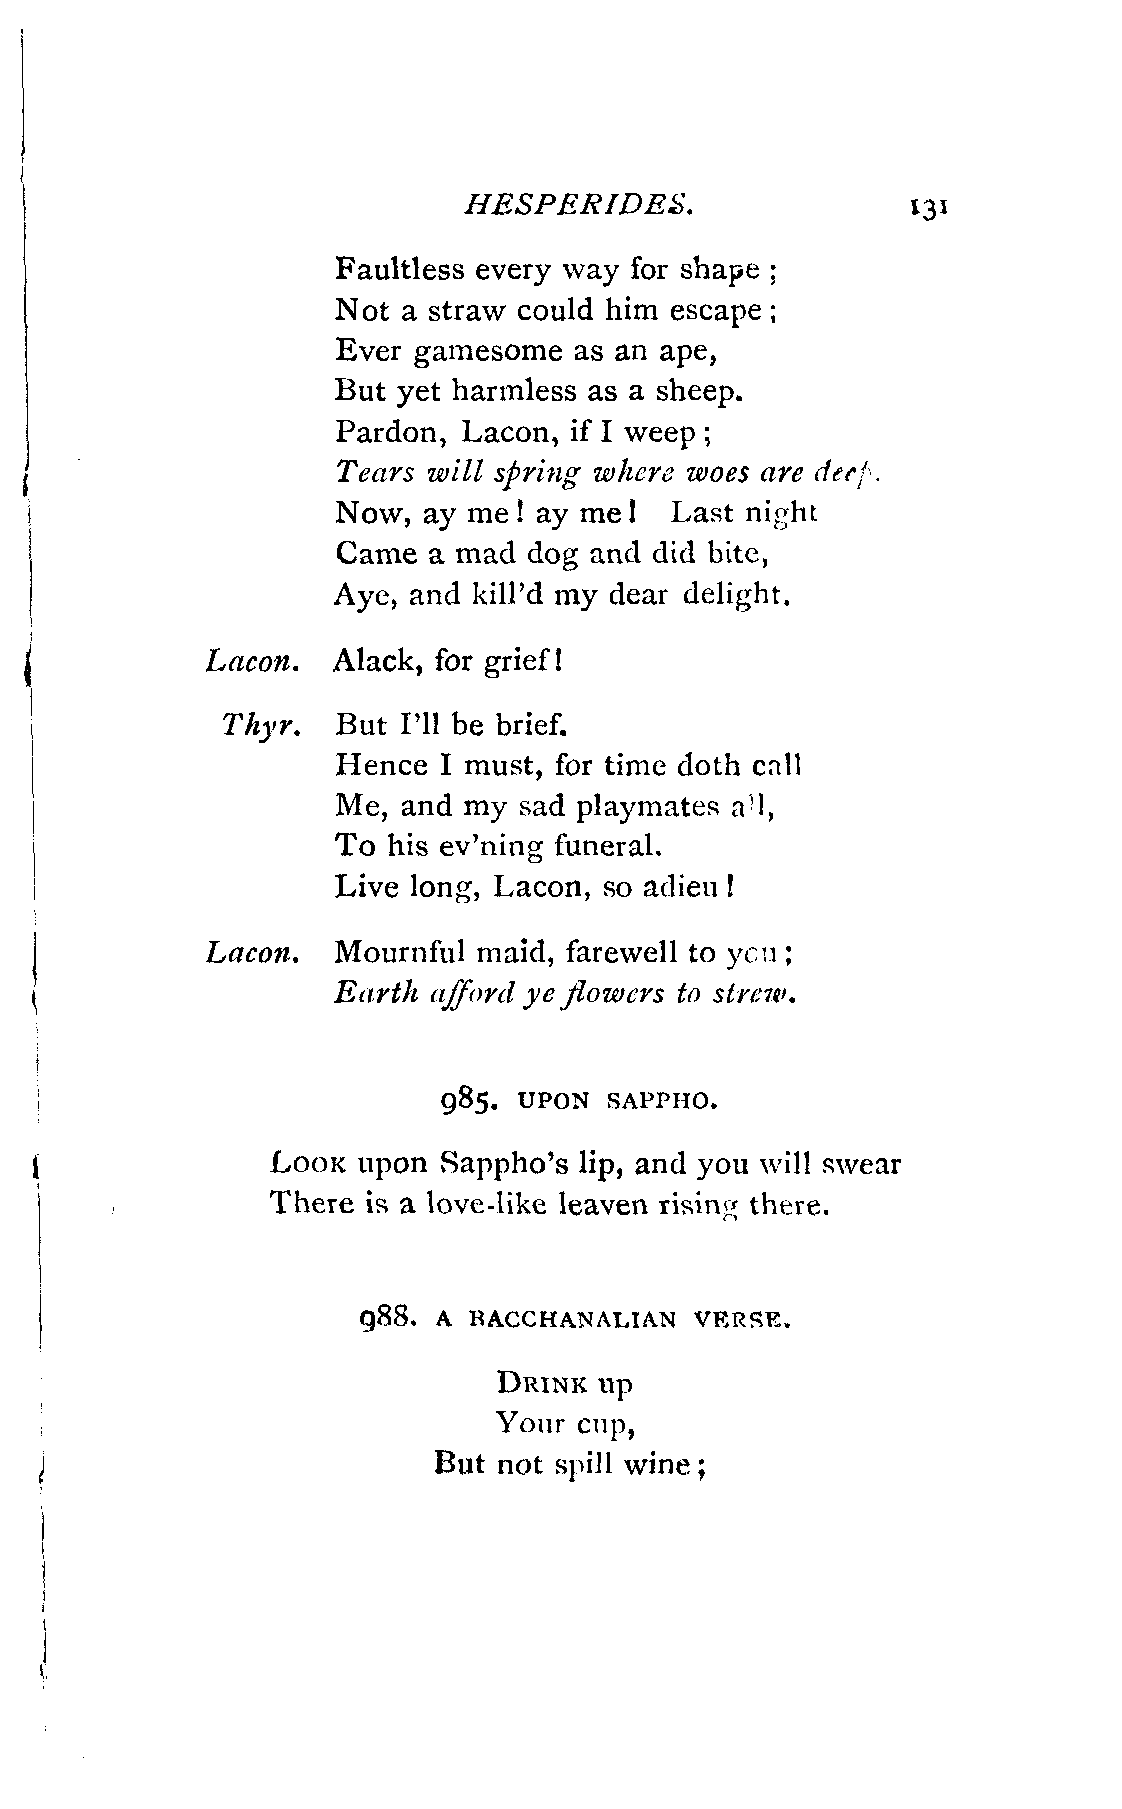 HESPERIDES. 131
Faultless every way for shape ;
Not a straw could him escape ;
Ever gamesome as an ape,
But yet harmless as a sheep.
Pardon, Lacon, if I weep ;
Tears will spring where woes are deep.
Now, ay me ! ay me ! Last night
Came a mad dog and did bite,
Aye, and kill'd my dear delight.
Lacon. Alack, for grief !
Thyr. But I'll be brief.
Hence I must, for time doth call
Me, and my sad playmates all,
To his ev'ning funeral.
Live long, Lacon, so adieu !
Lacon. Mournful maid, farewell to you ;
Earth afford ye flowers to strew.
985. UPON SAPPHO.
LOOK upon Sappho's lip, and you will swear
There is a love-like leaven rising there.
988. A BACCHANALIAN VERSE.
DRINK up
Your cup,
But not spill wine ;